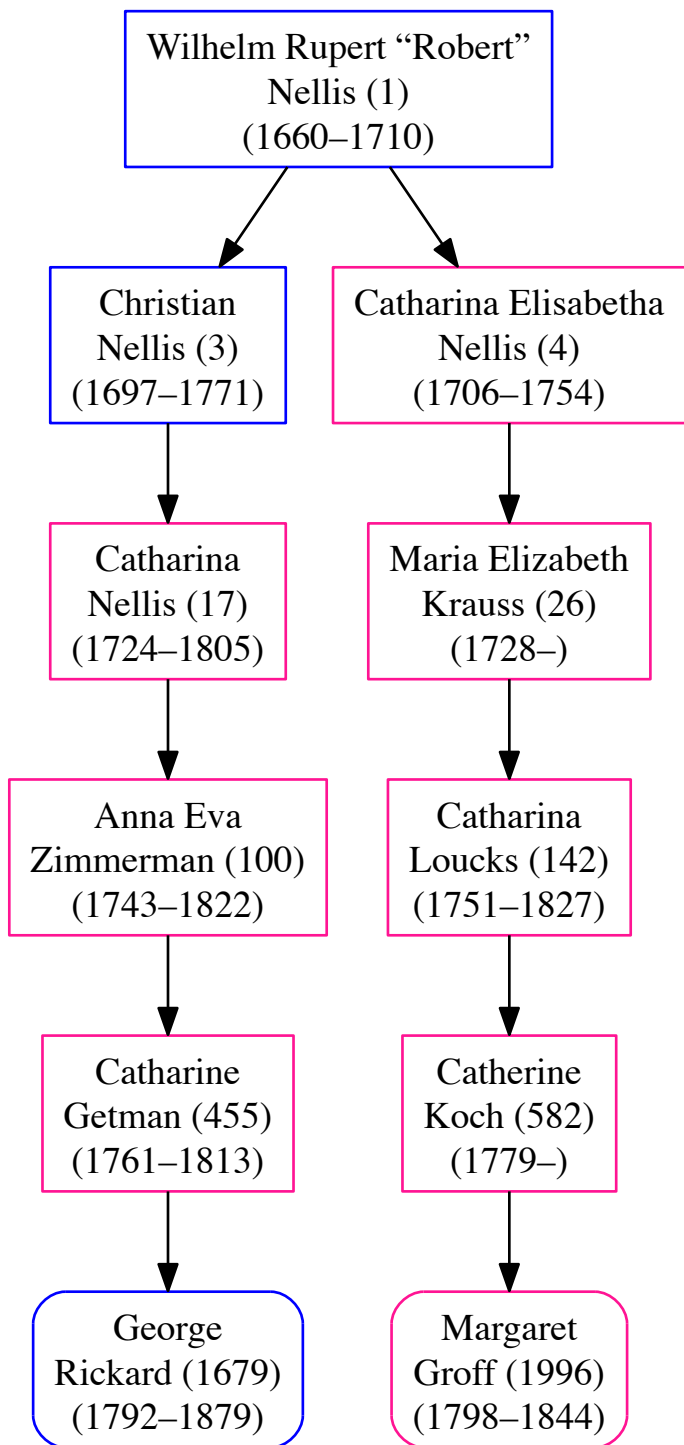 Wilhelm Rupert “Robert”
Nellis (1)
(1660–1710)
Christian
Nellis (3)
(1697–1771)
Catharina Elisabetha
Nellis (4)
(1706–1754)
Catharina
Nellis (17)
(1724–1805)
Maria Elizabeth
Krauss (26)
(1728–)
Anna Eva
Zimmerman (100)
(1743–1822)
Catharina
Loucks (142)
(1751–1827)
Catharine
Getman (455)
(1761–1813)
Catherine
Koch (582)
(1779–)
George
Rickard (1679)
(1792–1879)
Margaret
Groff (1996)
(1798–1844)